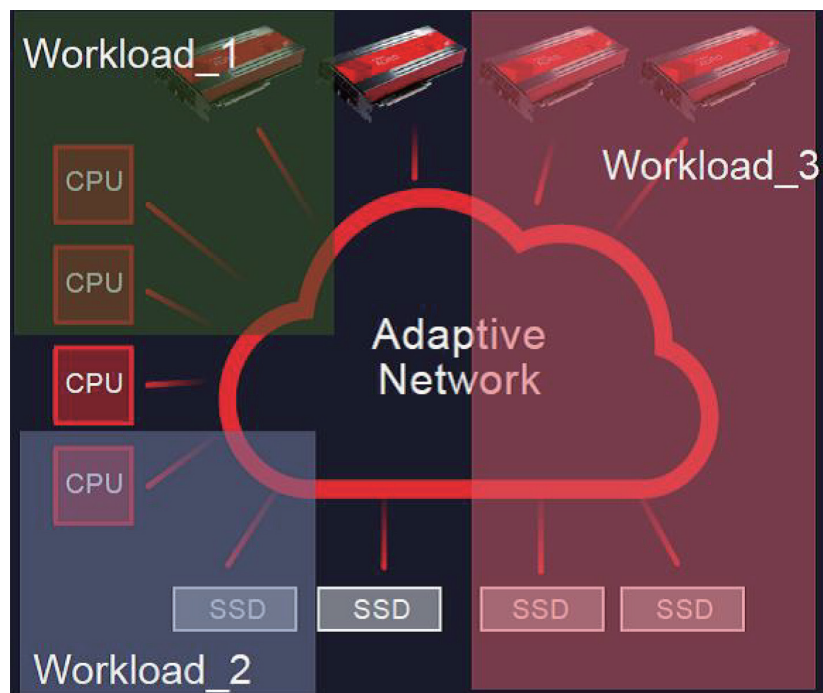 Workload_1
Workload_3
CPU
CPU
CPU
CPU
Adaptive
Network
SSD
SSD
SSD
SSD
Workload_2